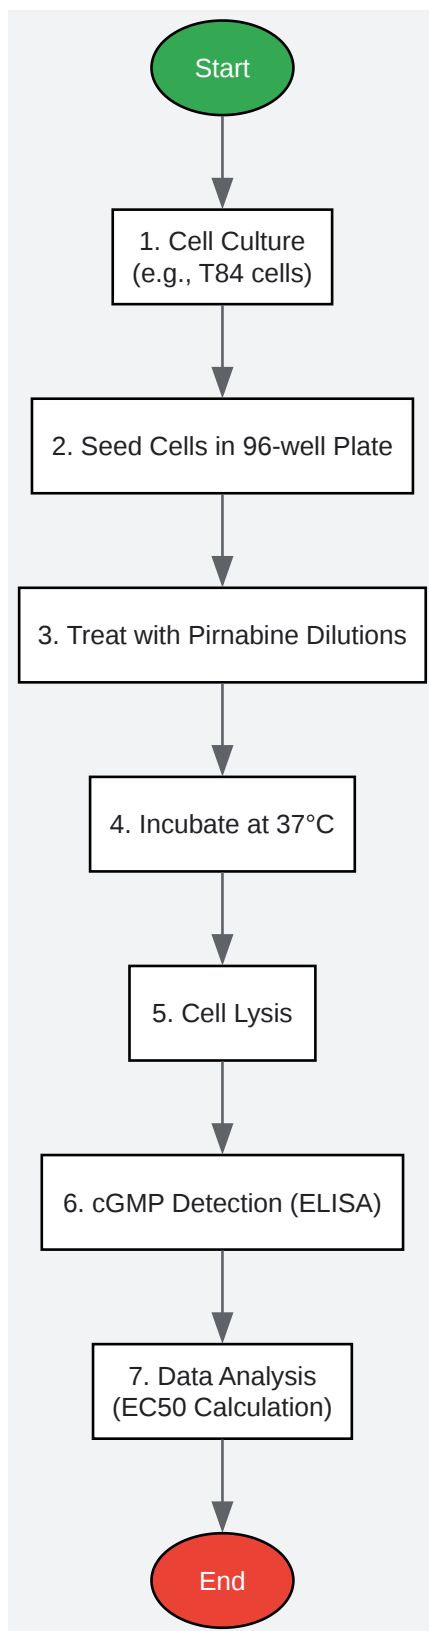 Start
1. Cell Culture
(e.g., T84 cells)
2. Seed Cells in 96-well Plate
3. Treat with Pirnabine Dilutions
4. Incubate at 37°C
5. Cell Lysis
6. cGMP Detection (ELISA)
7. Data Analysis
(EC50 Calculation)
End